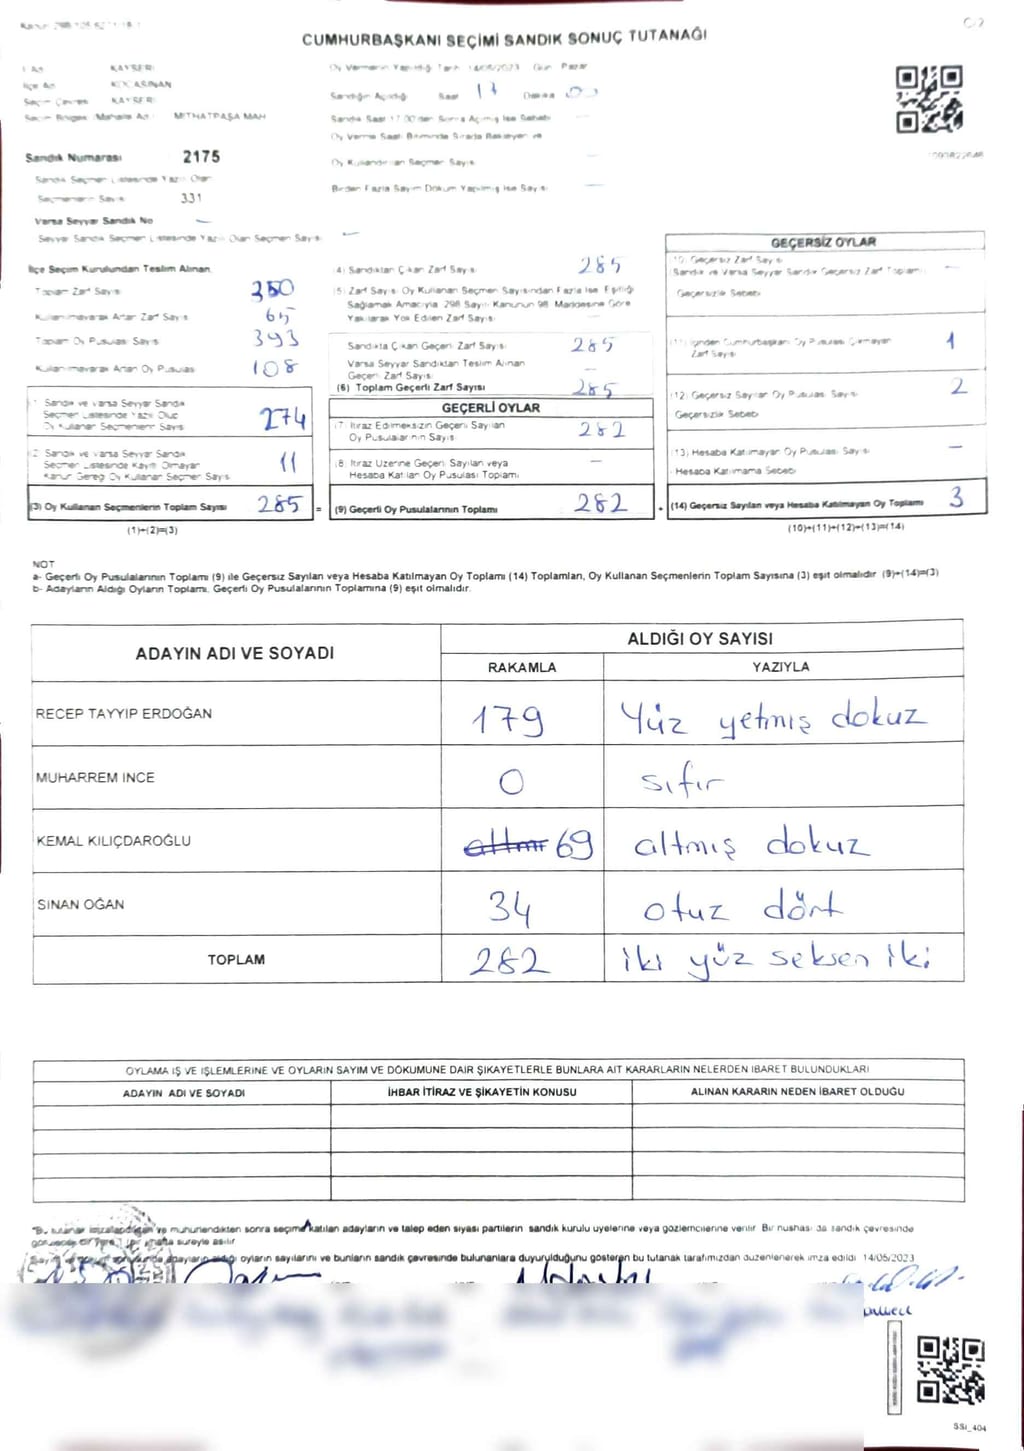 C/2
CUMHURBAŞKANI SEÇİMİ SANDIK SONUÇ TUTANAĞI
İl Adı KAYSERİ
İlçe Adı KOCASİNAN
Seçim Çevresi KAYSERİ
Seçim Bölgesi (Mahalle Adı) MİTHATPAŞA MAH
Sandık Numarası 2175
Sandık Seçmen Listesinde Yazılı Olan
Seçmenlerin Sayısı 331
Varsa Seyyar Sandık No —
Seyyar Sandık Seçmen Listesinde Yazılı Olan Seçmen Sayısı —
Oy Vermenin Yapıldığı Tarih 14/05/2023 Gün Pazar
Sandığın Açıldığı Saat 17 Dakika 00
Sandık Saat 17.00'den Sonra Açılmış İse Sebebi —
Oy Verme Saati Bitiminde Sırada Bekleyen ve
Oy Kullandırılan Seçmen Sayısı —
Birden Fazla Sayım Döküm Yapılmış İse Sayısı —
İlçe Seçim Kurulundan Teslim Alınan
Toplam Zarf Sayısı 350
Kullanılmayarak Artan Zarf Sayısı 65
Toplam Oy Pusulası Sayısı 393
Kullanılmayarak Artan Oy Pusulası 108
(1) Sandık ve Varsa Seyyar Sandık
Seçmen Listesinde Yazılı Olup
Oy Kullanan Seçmenlerin Sayısı 274
(2) Sandık ve Varsa Seyyar Sandık
Seçmen Listesinde Kayıtlı Olmayan
Kanun Gereği Oy Kullanan Seçmen Sayısı 11
(3) Oy Kullanan Seçmenlerin Toplam Sayısı 285 =
(1)+(2)=(3)
(4) Sandıktan Çıkan Zarf Sayısı 285
(5) Zarf Sayısı Oy Kullanan Seçmen Sayısından Fazla İse Eşitliği
Sağlamak Amacıyla 298 Sayılı Kanunun 98. Maddesine Göre
Yakılarak Yok Edilen Zarf Sayısı —
Sandıkta Çıkan Geçerli Zarf Sayısı 285
Varsa Seyyar Sandıktan Teslim Alınan
Geçerli Zarf Sayısı —
(6) Toplam Geçerli Zarf Sayısı 285
GEÇERLİ OYLAR
(7) İtiraz Edilmeksizin Geçerli Sayılan
Oy Pusulalarının Sayısı 282
(8) İtiraz Üzerine Geçerli Sayılan veya
Hesaba Katılan Oy Pusulası Toplamı —
(9) Geçerli Oy Pusulalarının Toplamı 282 +
GEÇERSİZ OYLAR
(10) Geçersiz Zarf Sayısı
(Sandık ve Varsa Seyyar Sandık Geçersiz Zarf Toplamı) —
Geçersizlik Sebebi
(11) İçinden Cumhurbaşkanı Oy Pusulası Çıkmayan
Zarf Sayısı 1
(12) Geçersiz Sayılan Oy Pusulası Sayısı 2
Geçersizlik Sebebi
(13) Hesaba Katılmayan Oy Pusulası Sayısı —
Hesaba Katılmama Sebebi
(14) Geçersiz Sayılan veya Hesaba Katılmayan Oy Toplamı 3
(10)+(11)+(12)+(13)=(14)
NOT
a- Geçerli Oy Pusulalarının Toplamı (9) ile Geçersiz Sayılan veya Hesaba Katılmayan Oy Toplamı (14) Toplamları, Oy Kullanan Seçmenlerin Toplam Sayısına (3) eşit olmalıdır (9)+(14)=(3)
b- Adayların Aldığı Oyların Toplamı, Geçerli Oy Pusulalarının Toplamına (9) eşit olmalıdır.
ADAYIN ADI VE SOYADI ALDIĞI OY SAYISI
RAKAMLA YAZIYLA
RECEP TAYYIP ERDOĞAN 179 Yüz yetmiş dokuz
MUHARREM İNCE 0 sıfır
KEMAL KILIÇDAROĞLU 69 altmış dokuz
SİNAN OĞAN 34 otuz dört
TOPLAM 282 iki yüz seksen iki
OYLAMA İŞ VE İŞLEMLERİNE VE OYLARIN SAYIM VE DÖKÜMÜNE DAİR ŞİKAYETLERLE BUNLARA AİT KARARLARIN NELERDEN İBARET BULUNDUKLARI
ADAYIN ADI VE SOYADI İHBAR İTİRAZ VE ŞİKAYETİN KONUSU ALINAN KARARIN NEDEN İBARET OLDUĞU
"Bu tutanak imzalandıktan ve mühürlendikten sonra seçime katılan adayların ve talep eden siyasi partilerin sandık kurulu üyelerine veya gözlemcilerine verilir. Bir nüshası da sandık çevresinde
süreyle asılır.
adayların aldığı oyların sayılarını ve bunların sandık çevresinde bulunanlara duyurulduğunu gösteren bu tutanak tarafımızdan düzenlenerek imza edildi 14/05/2023
SSI_404